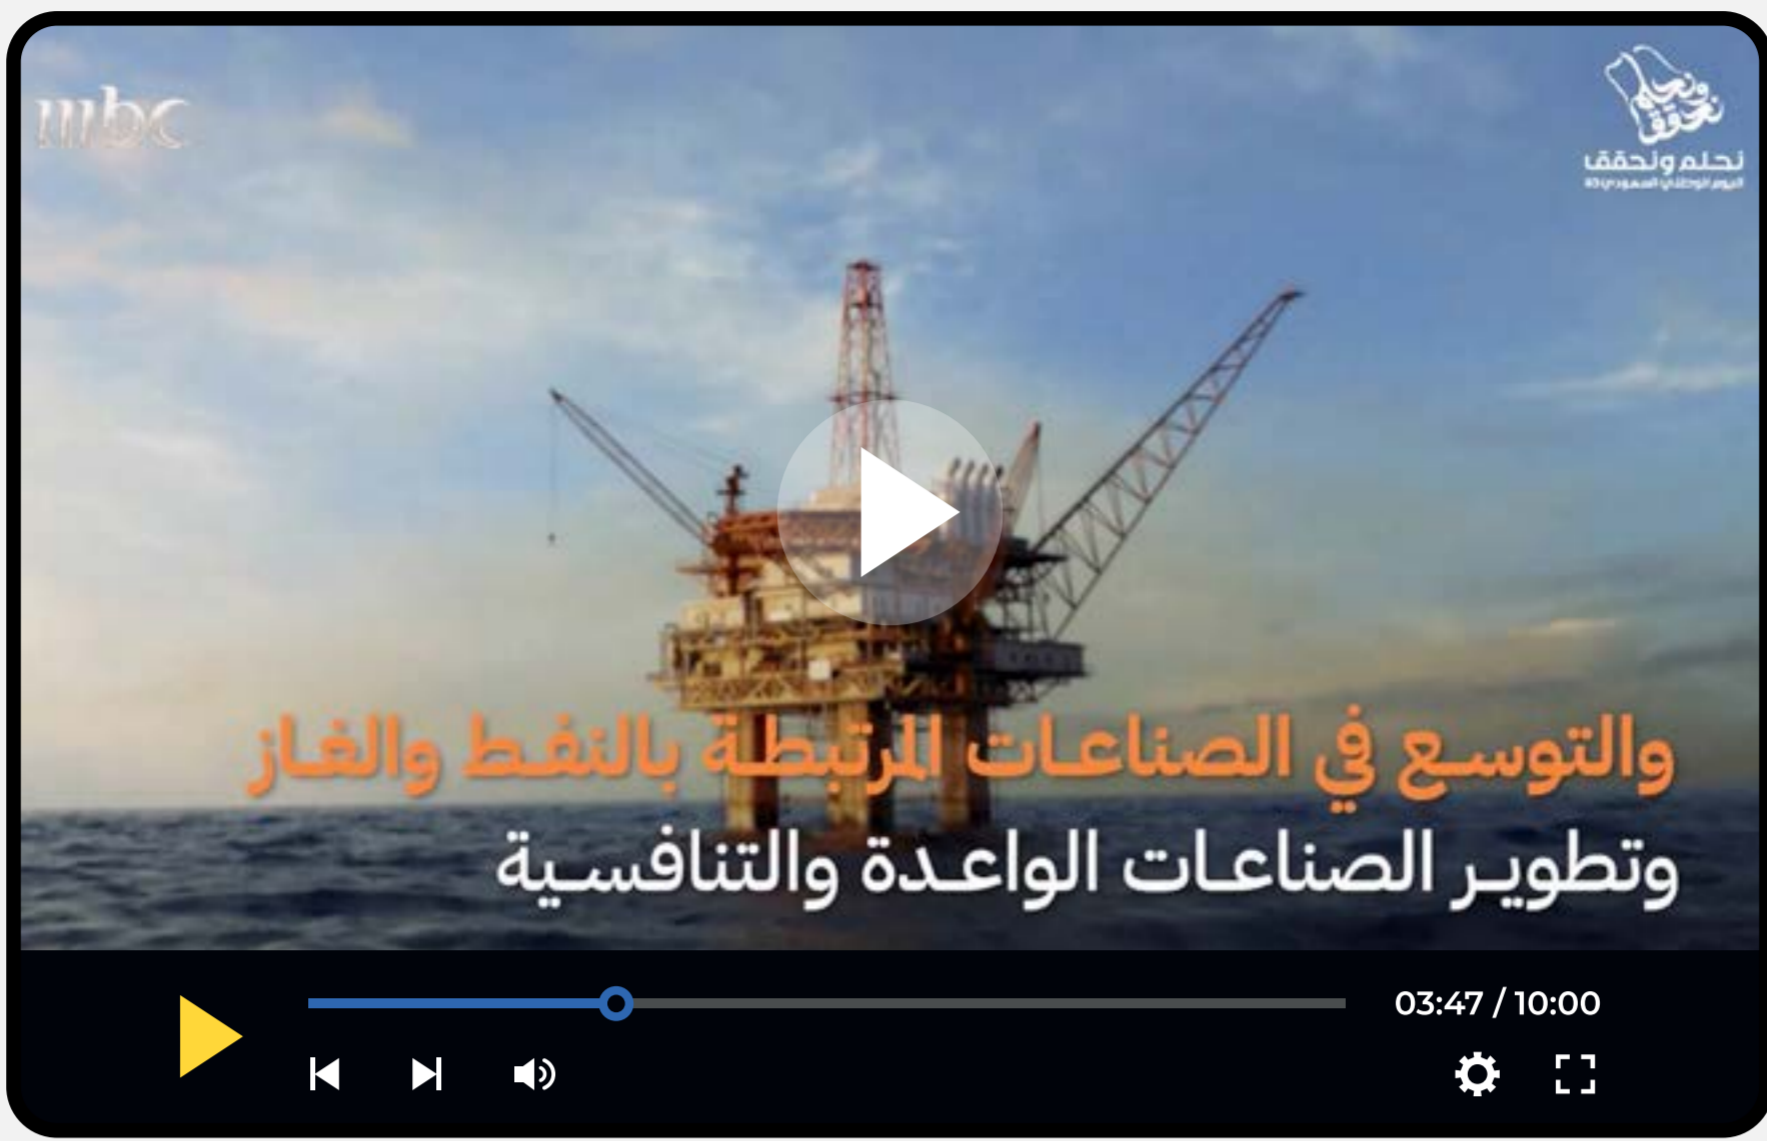 mbc
نحلم ونحقق
والتوسع في الصناعات المرتبطة بالنفط والغاز
وتطوير الصناعات الواعدة والتنافسية
03:47 / 10:00